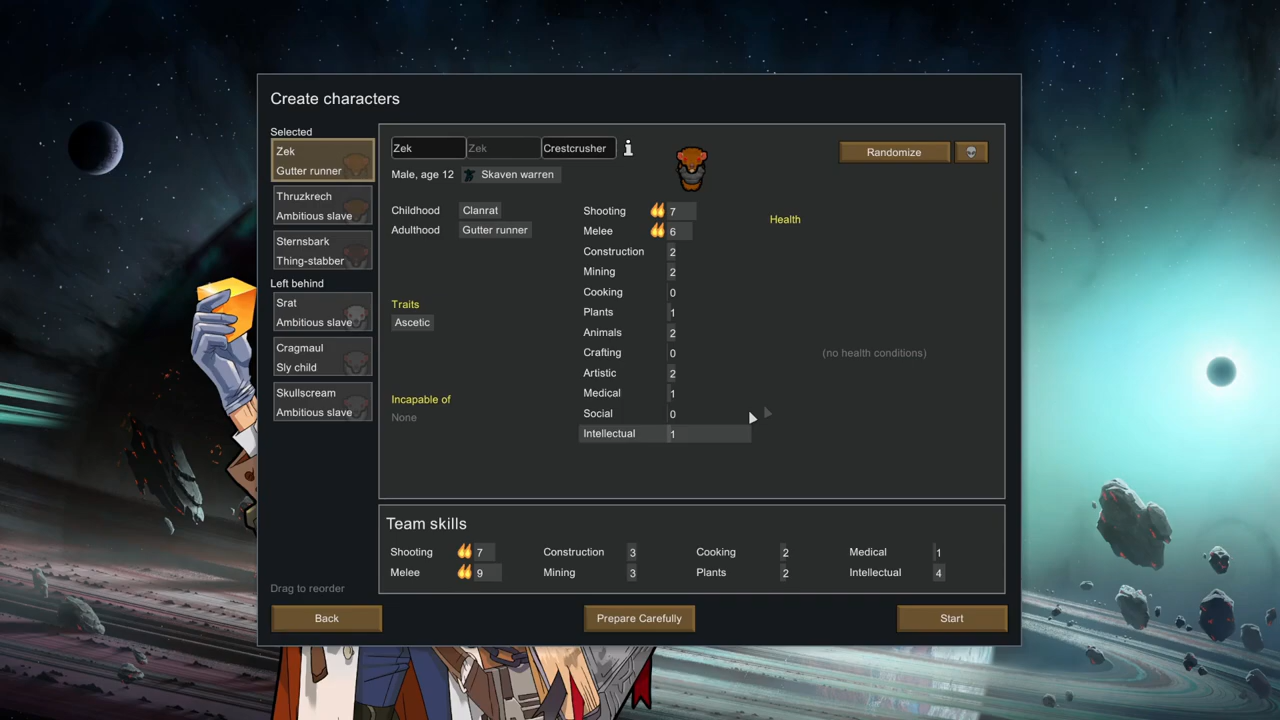 Create characters
Selected
Zek
Gutter runner
Thruzkrech
Ambitious slave
Sternsbark
Thing-stabber
Left behind
Srat
Ambitious slave
Cragmaul
Sly child
Skullscream
Ambitious slave
Drag to reorder
Zek Zek Crestcrusher
Randomize
Male, age 12 Skaven warren
Childhood Clanrat
Adulthood Gutter runner
Traits
Ascetic
Incapable of
None
Shooting 7
Melee 6
Construction 2
Mining 2
Cooking 0
Plants 1
Animals 2
Crafting 0
Artistic 2
Medical 1
Social 0
Intellectual 1
Health
(no health conditions)
Team skills
Shooting 7 Construction 3 Cooking 2 Medical 1
Melee 9 Mining 3 Plants 2 Intellectual 4
Back Prepare Carefully Start